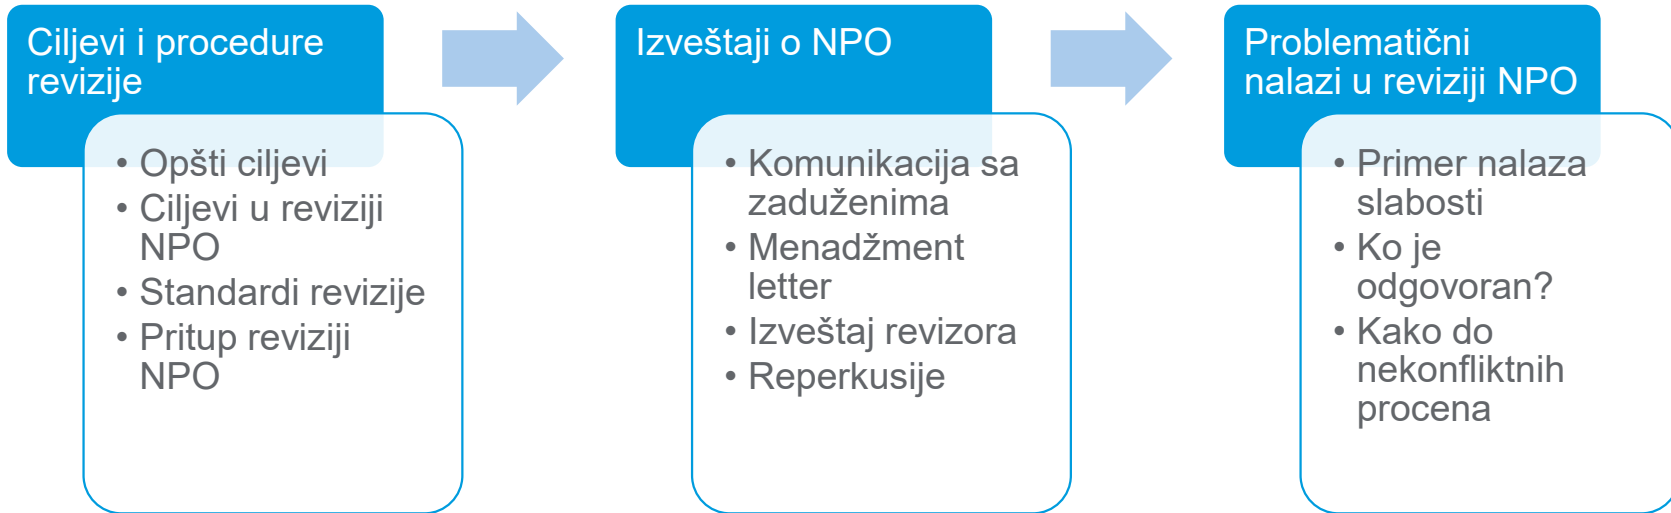 Ciljevi i procedure
revizije
• Opšti ciljevi
• Ciljevi u reviziji
NPO
• Standardi revizije
• Pritup reviziji
NPO
Izveštaji o NPO
• Komunikacija sa
zaduženima
• Menadžment
letter
• Izveštaj revizora
• Reperkusije
Problematični
nalazi u reviziji NPO
• Primer nalaza
slabosti
• Ko je
odgovoran?
• Kako do
nekonfliktnih
procena